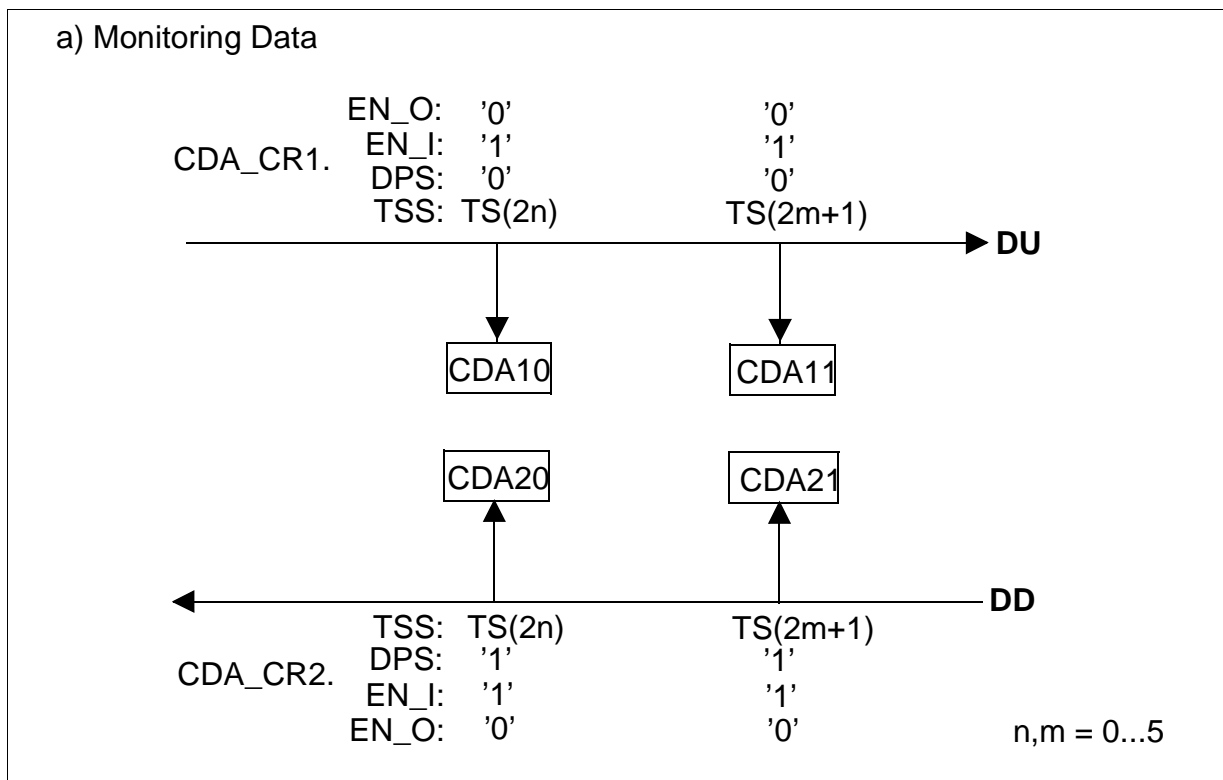 a) Monitoring Data
EN_O: '0' '0'
EN_I: '1' '1'
CDA_CR1.
DPS: '0' '0'
TSS: TS(2n) TS(2m+1)
DU
CDA10 CDA11
CDA20 CDA21
DD
TSS: TS(2n) TS(2m+1)
DPS: '1' '1'
CDA_CR2.
EN_I: '1' '1'
EN_O: '0' '0'
n,m = 0...5